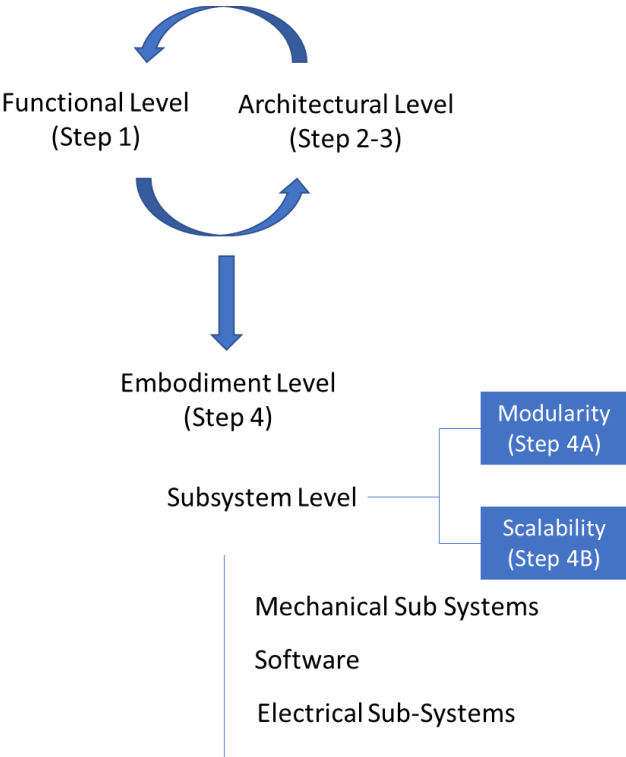 Functional Level
(Step 1)
Architectural Level
(Step 2-3)
Embodiment Level
(Step 4)
Modularity
(Step 4A)
Subsystem Level
Scalability
(Step 4B)
Mechanical Sub Systems
Software
Electrical Sub-Systems